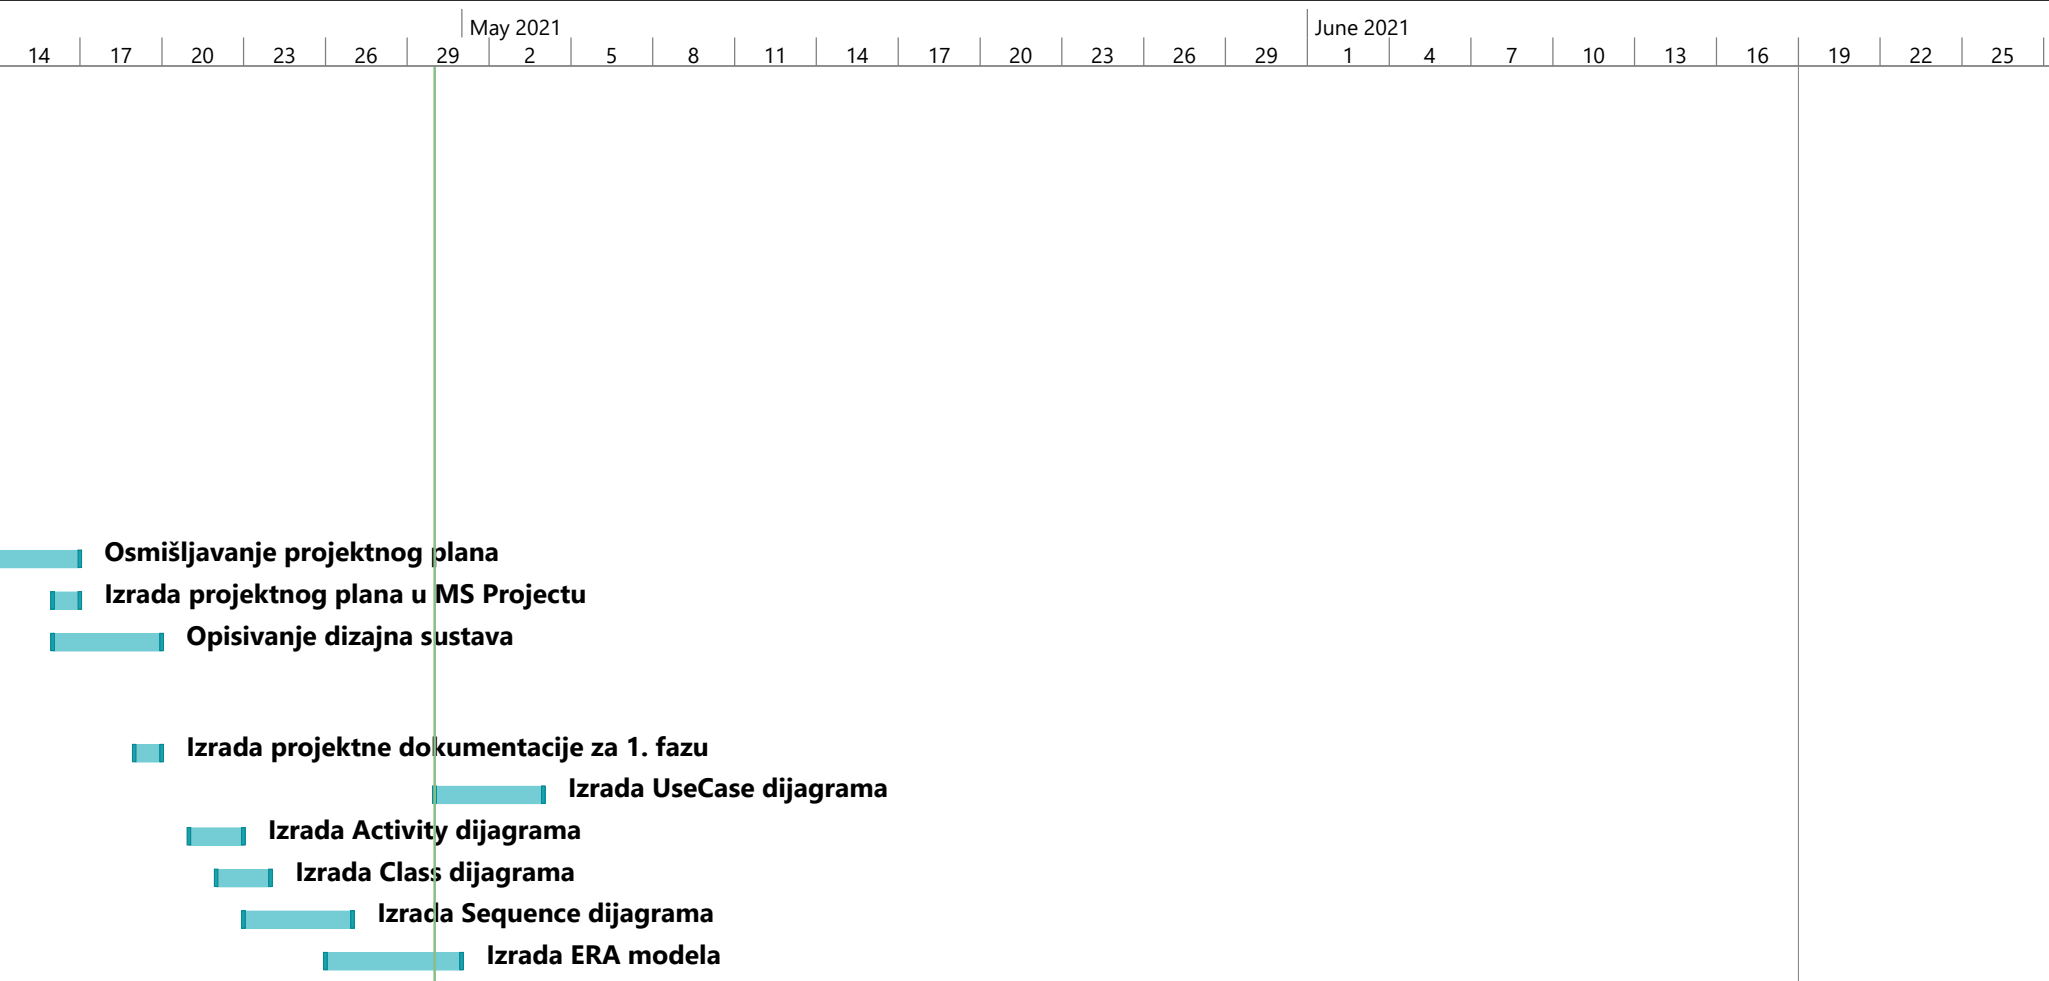 May 2021 June 2021
14 17 20 23 26 29 2 5 8 11 14 17 20 23 26 29 1 4 7 10 13 16 19 22 25
Osmišljavanje projektnog plana
Izrada projektnog plana u MS Projectu
Opisivanje dizajna sustava
Izrada projektne dokumentacije za 1. fazu
Izrada UseCase dijagrama
Izrada Activity dijagrama
Izrada Class dijagrama
Izrada Sequence dijagrama
Izrada ERA modela